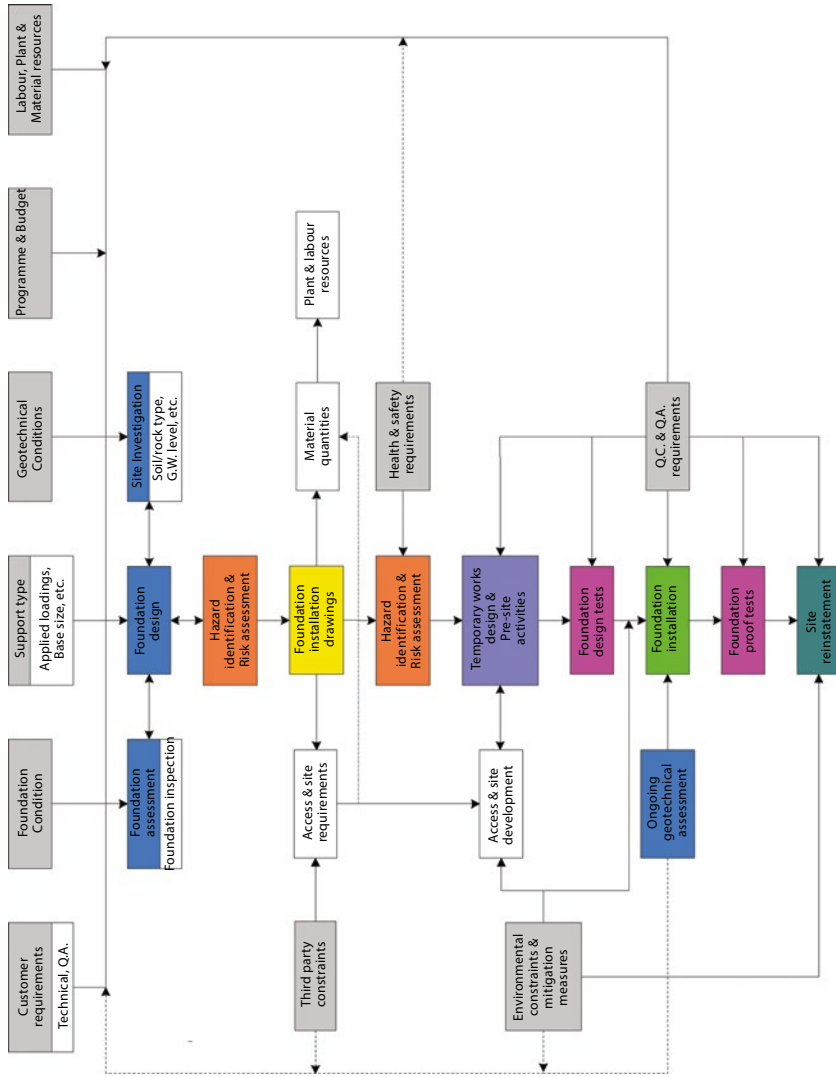 Customer
requirements
Technical, Q.A.
Foundation
Condition
Support type
Applied loadings,
Base size, etc.
Geotechnical
Conditions
Programme & Budget
Labour, Plant &
Material resources
Foundation
assessment
Foundation inspection
Foundation
design
Site Investigation
Soil/rock type,
G.W. level, etc.
Hazard
identification &
Risk assessment
Third party
constraints
Access & site
requirements
Foundation
installation
drawings
Material
quantities
Plant & labour
resources
Hazard
identification &
Risk assessment
Health & safety
requirements
Environmental
constraints &
mitigation
measures
Access & site
development
Temporary works
design &
Pre-site
activities
Foundation
design tests
Ongoing
geotechnical
assessment
Foundation
installation
Q.C. & Q.A.
requirements
Foundation
proof tests
Site
reinstatement